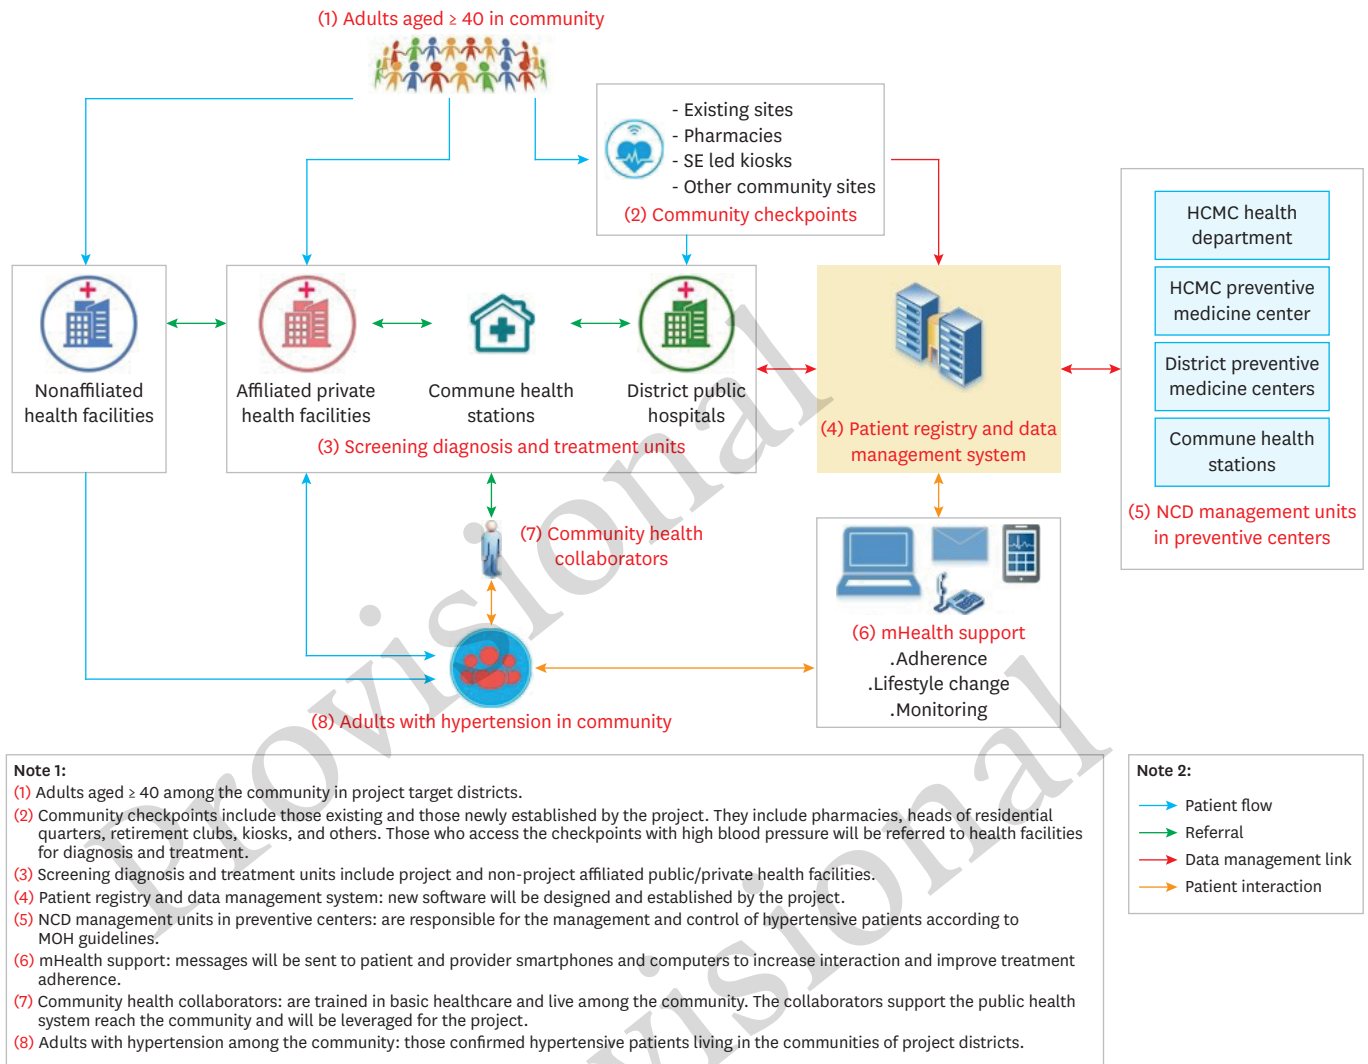 (1) Adults aged ≥ 40 in community
- Existing sites
- Pharmacies
- SE led kiosks
- Other community sites
(2) Community checkpoints
Nonaffiliated
health facilities
Affiliated private
health facilities
Commune health
stations
District public
hospitals
(3) Screening diagnosis and treatment units
(4) Patient registry and data
management system
HCMC health
department
HCMC preventive
medicine center
District preventive
medicine centers
Commune health
stations
(5) NCD management units
in preventive centers
(7) Community health
collaborators
(6) mHealth support
.Adherence
.Lifestyle change
.Monitoring
(8) Adults with hypertension in community
Note 1:
(1) Adults aged ≥ 40 among the community in project target districts.
(2) Community checkpoints include those existing and those newly established by the project. They include pharmacies, heads of residential
quarters, retirement clubs, kiosks, and others. Those who access the checkpoints with high blood pressure will be referred to health facilities
for diagnosis and treatment.
(3) Screening diagnosis and treatment units include project and non-project affiliated public/private health facilities.
(4) Patient registry and data management system: new software will be designed and established by the project.
(5) NCD management units in preventive centers: are responsible for the management and control of hypertensive patients according to
MOH guidelines.
(6) mHealth support: messages will be sent to patient and provider smartphones and computers to increase interaction and improve treatment
adherence.
(7) Community health collaborators: are trained in basic healthcare and live among the community. The collaborators support the public health
system reach the community and will be leveraged for the project.
(8) Adults with hypertension among the community: those confirmed hypertensive patients living in the communities of project districts.
Note 2:
Patient flow
Referral
Data management link
Patient interaction
Provisional
Provisional